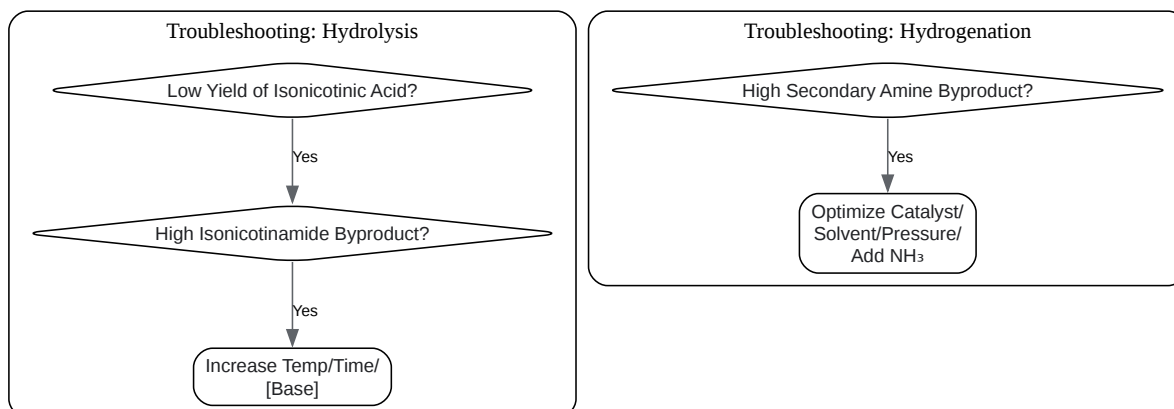 Troubleshooting: Hydrolysis
Low Yield of Isonicotinic Acid?
Yes
High Isonicotinamide Byproduct?
Yes
Increase Temp/Time/
[Base]
Troubleshooting: Hydrogenation
High Secondary Amine Byproduct?
Yes
Optimize Catalyst/
Solvent/Pressure/
Add NH₃